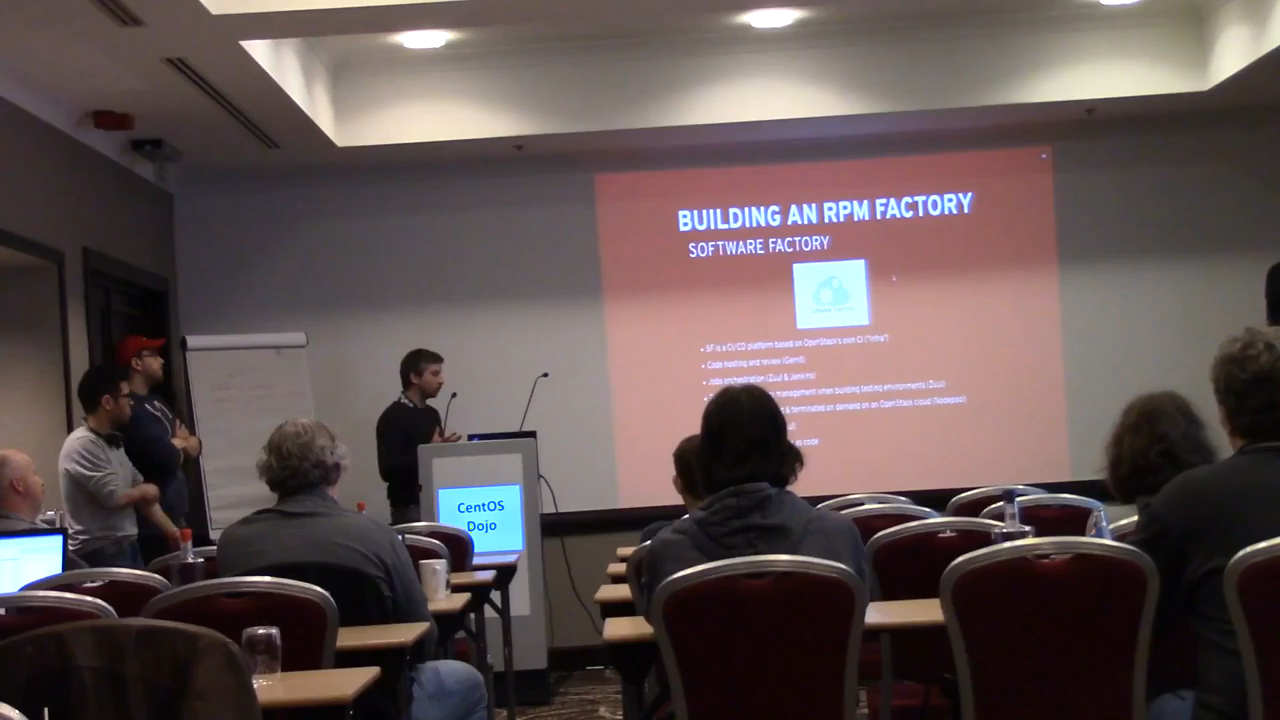 BUILDING AN RPM FACTORY
SOFTWARE FACTORY
Software Factory
• SF is a CI/CD platform based on OpenStack's own CI ("infra")
• Code hosting and review (Gerrit)
• Jobs orchestration (Zuul & Jenkins)
management when building testing environments (Zuul)
& terminated on demand on an OpenStack cloud (Nodepool)
as code
CentOS
Dojo